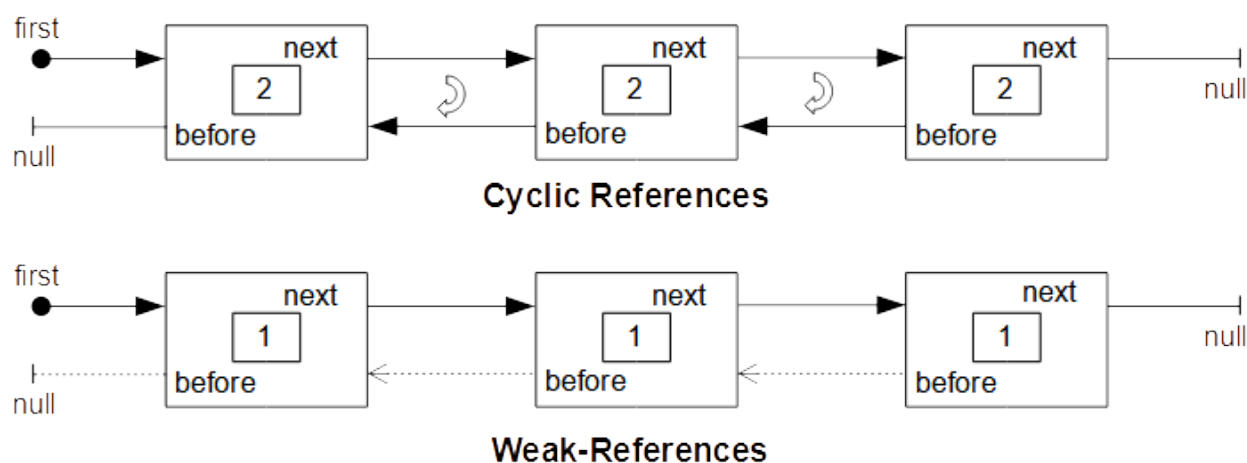 first
next next next
2 2 2
null
before before before
null
Cyclic References
first
next next next
1 1 1
null
before before before
null
Weak-References